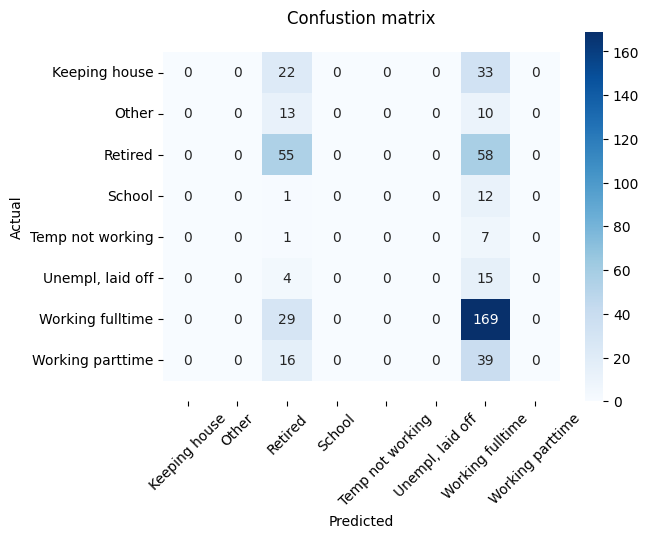 Confustion matrix
Keeping house 0 0 22 0 0 0 33 0
Other 0 0 13 0 0 0 10 0
Retired 0 0 55 0 0 0 58 0
School 0 0 1 0 0 0 12 0
Temp not working 0 0 1 0 0 0 7 0
Unempl, laid off 0 0 4 0 0 0 15 0
Working fulltime 0 0 29 0 0 0 169 0
Working parttime 0 0 16 0 0 0 39 0
Actual
Keeping house
Other
Retired
School
Temp not working
Unempl, laid off
Working fulltime
Working parttime
Predicted
160
140
120
100
80
60
40
20
0